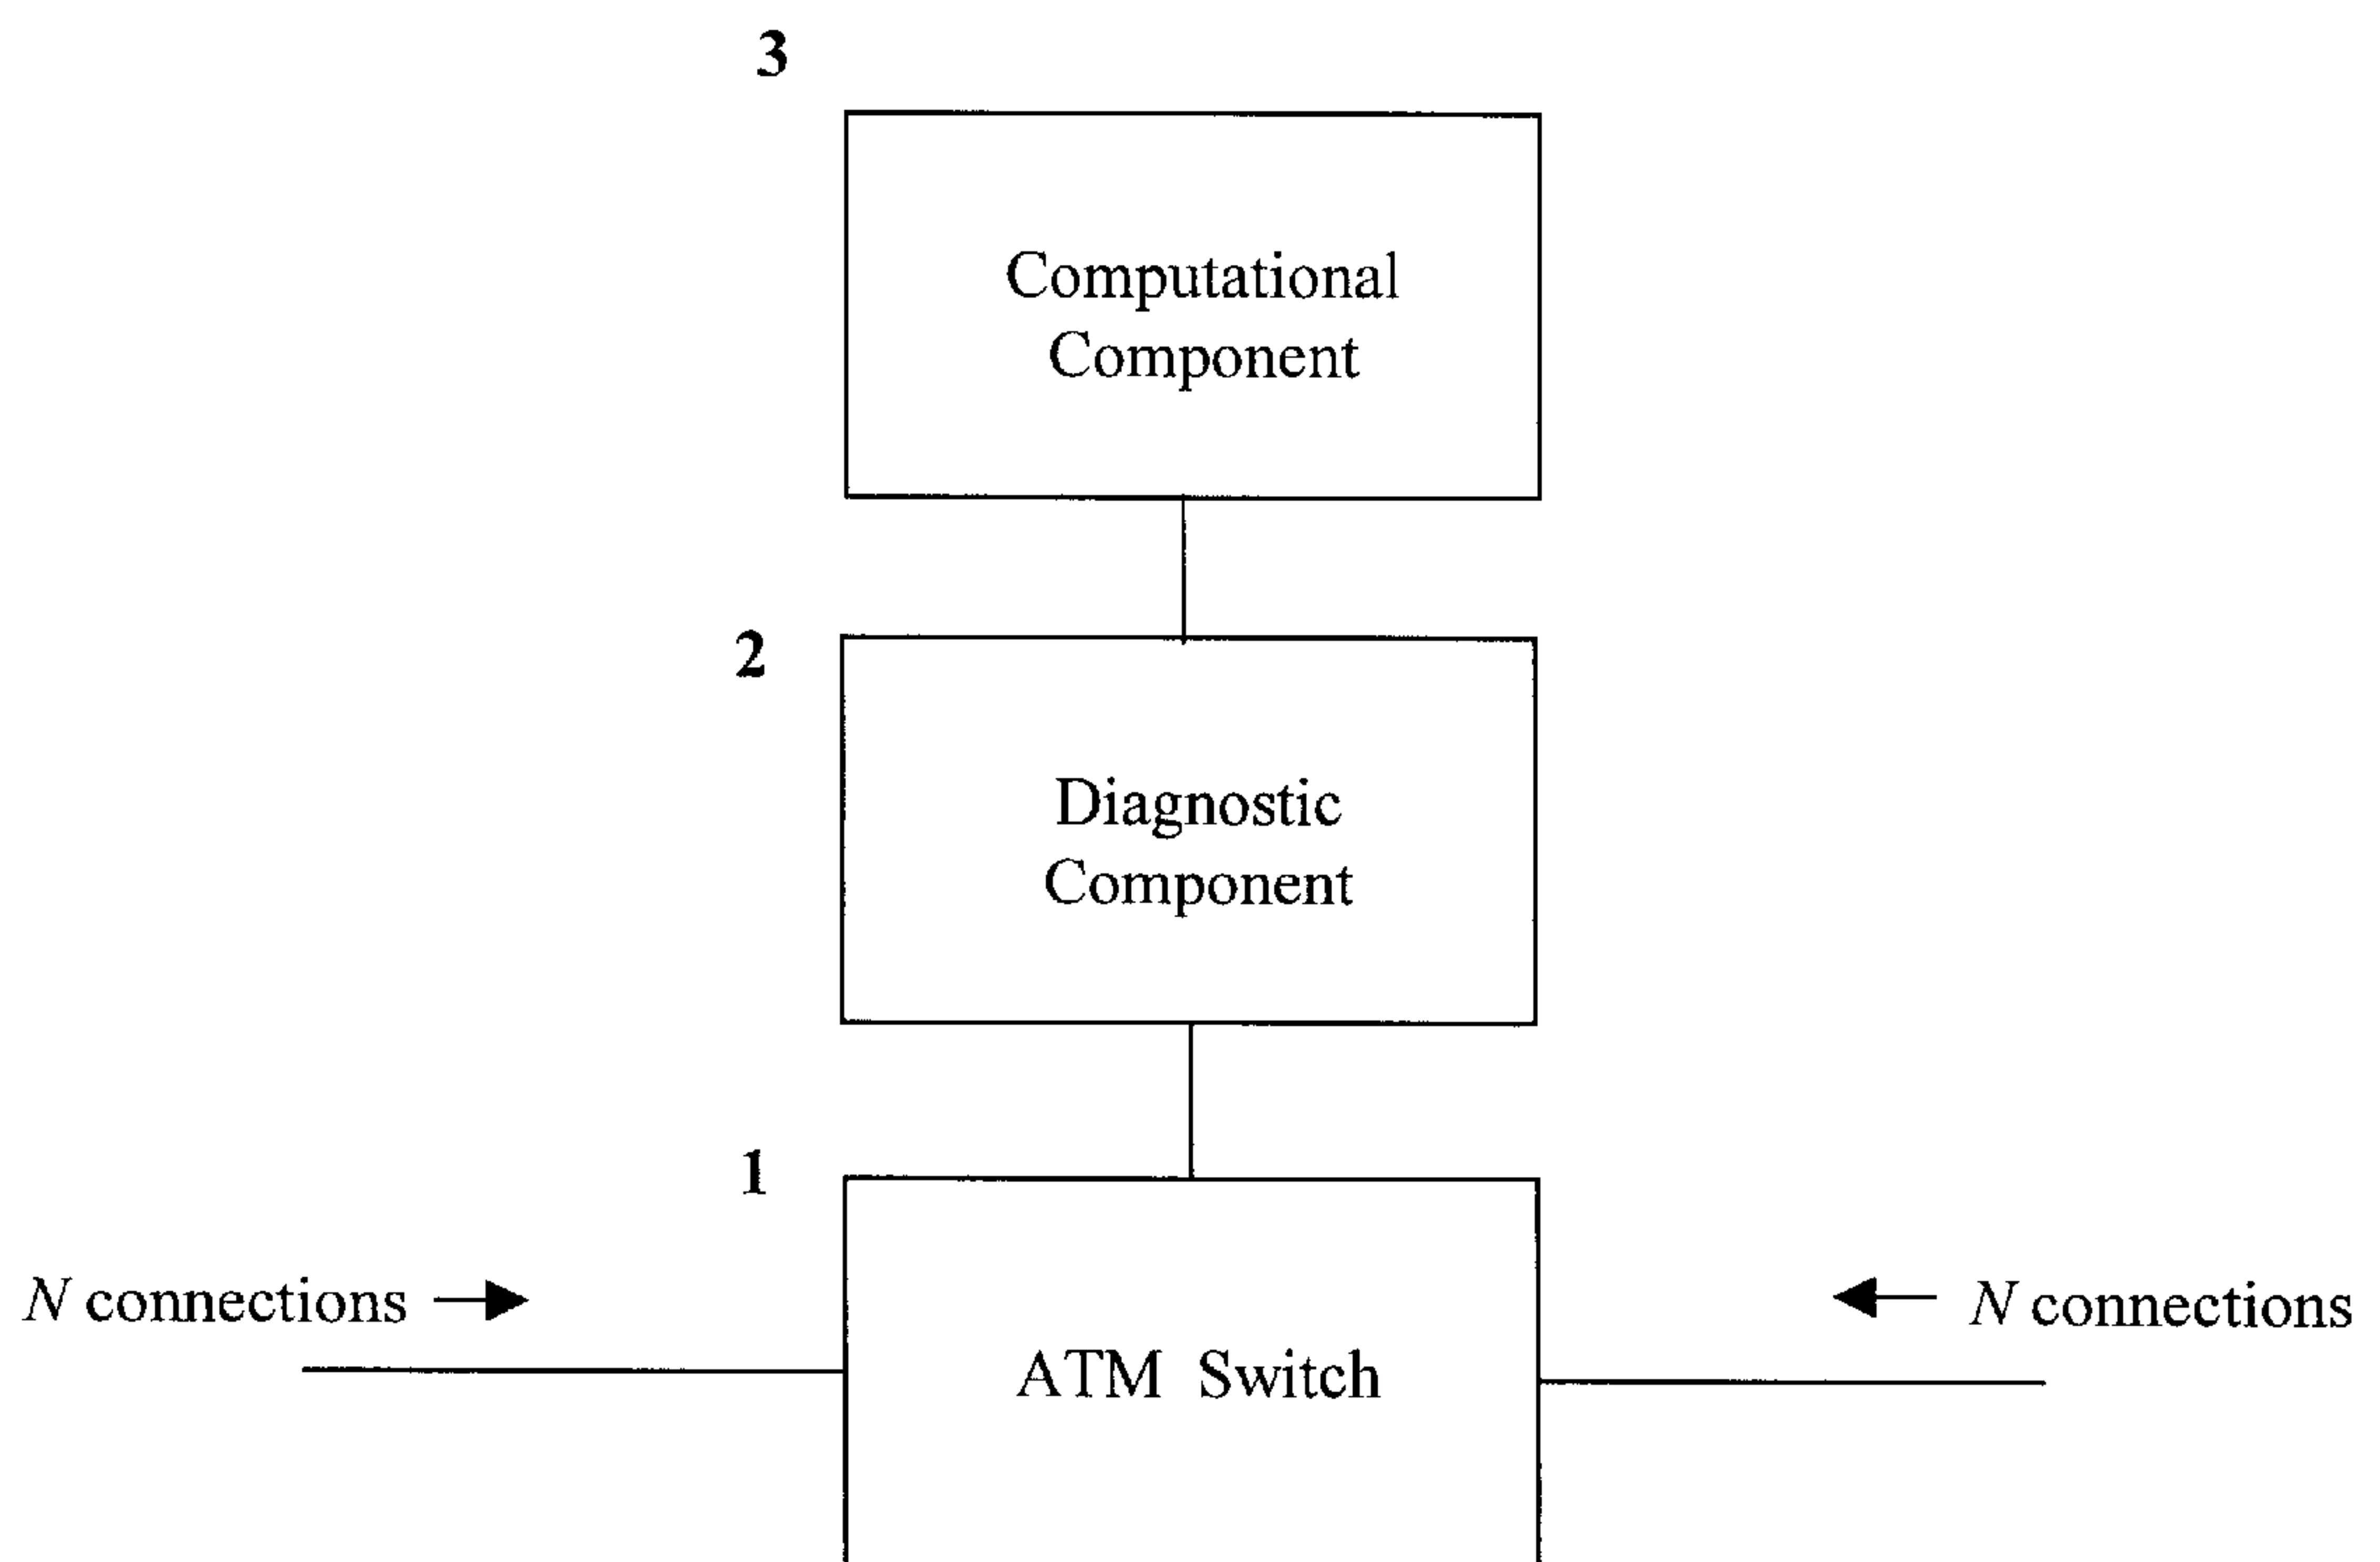 3
Computational
Component
2
Diagnostic
Component
1
N connections
N connections
ATM Switch